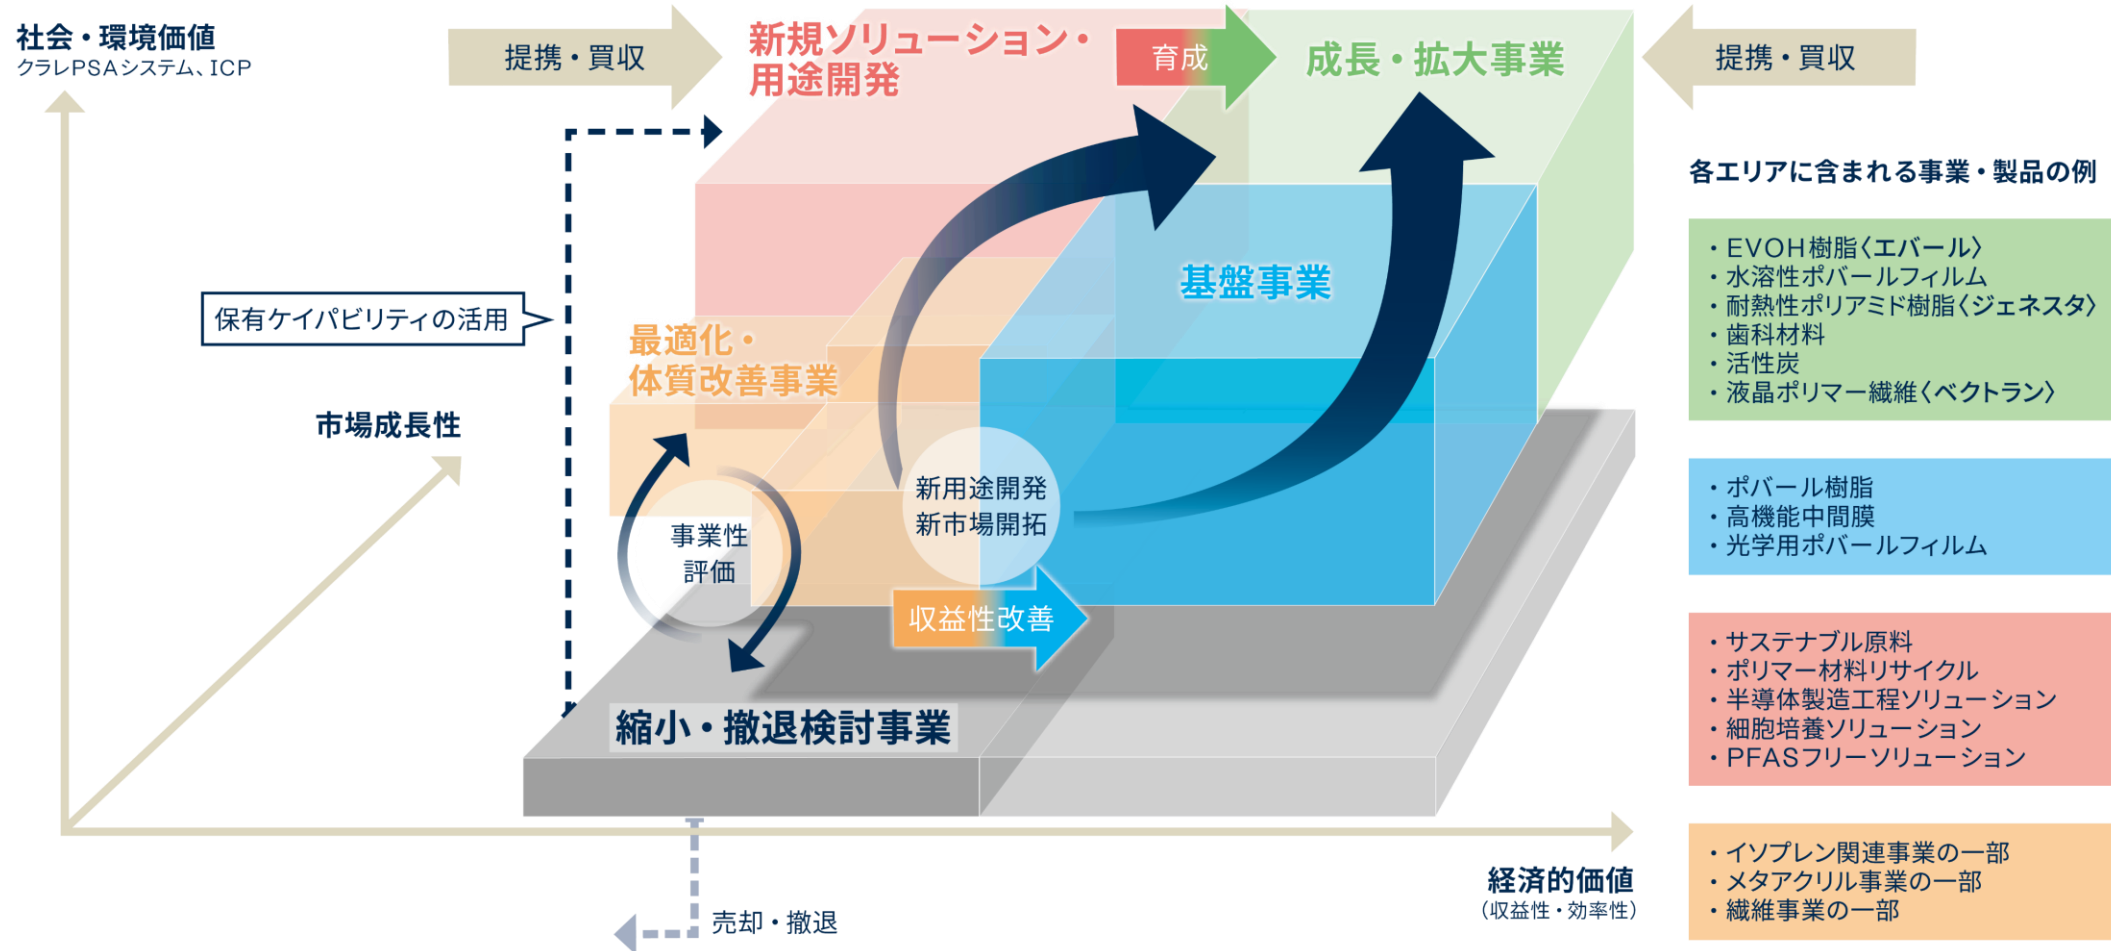 社会・環境価値
クラレPSAシステム、ICP
提携・買収
新規ソリューション・
用途開発
育成
成長・拡大事業
提携・買収
保有ケイパビリティの活用
市場成長性
最適化・
体質改善事業
基盤事業
新用途開発
新市場開拓
事業性
評価
収益性改善
縮小・撤退検討事業
売却・撤退
経済的価値
（収益性・効率性）
各エリアに含まれる事業・製品の例
・EVOH樹脂〈エバール〉
・水溶性ポバールフィルム
・耐熱性ポリアミド樹脂〈ジェネスタ〉
・歯科材料
・活性炭
・液晶ポリマー繊維〈ベクトラン〉
・ポバール樹脂
・高機能中間膜
・光学用ポバールフィルム
・サステナブル原料
・ポリマー材料リサイクル
・半導体製造工程ソリューション
・細胞培養ソリューション
・PFASフリーソリューション
・イソプレン関連事業の一部
・メタアクリル事業の一部
・繊維事業の一部